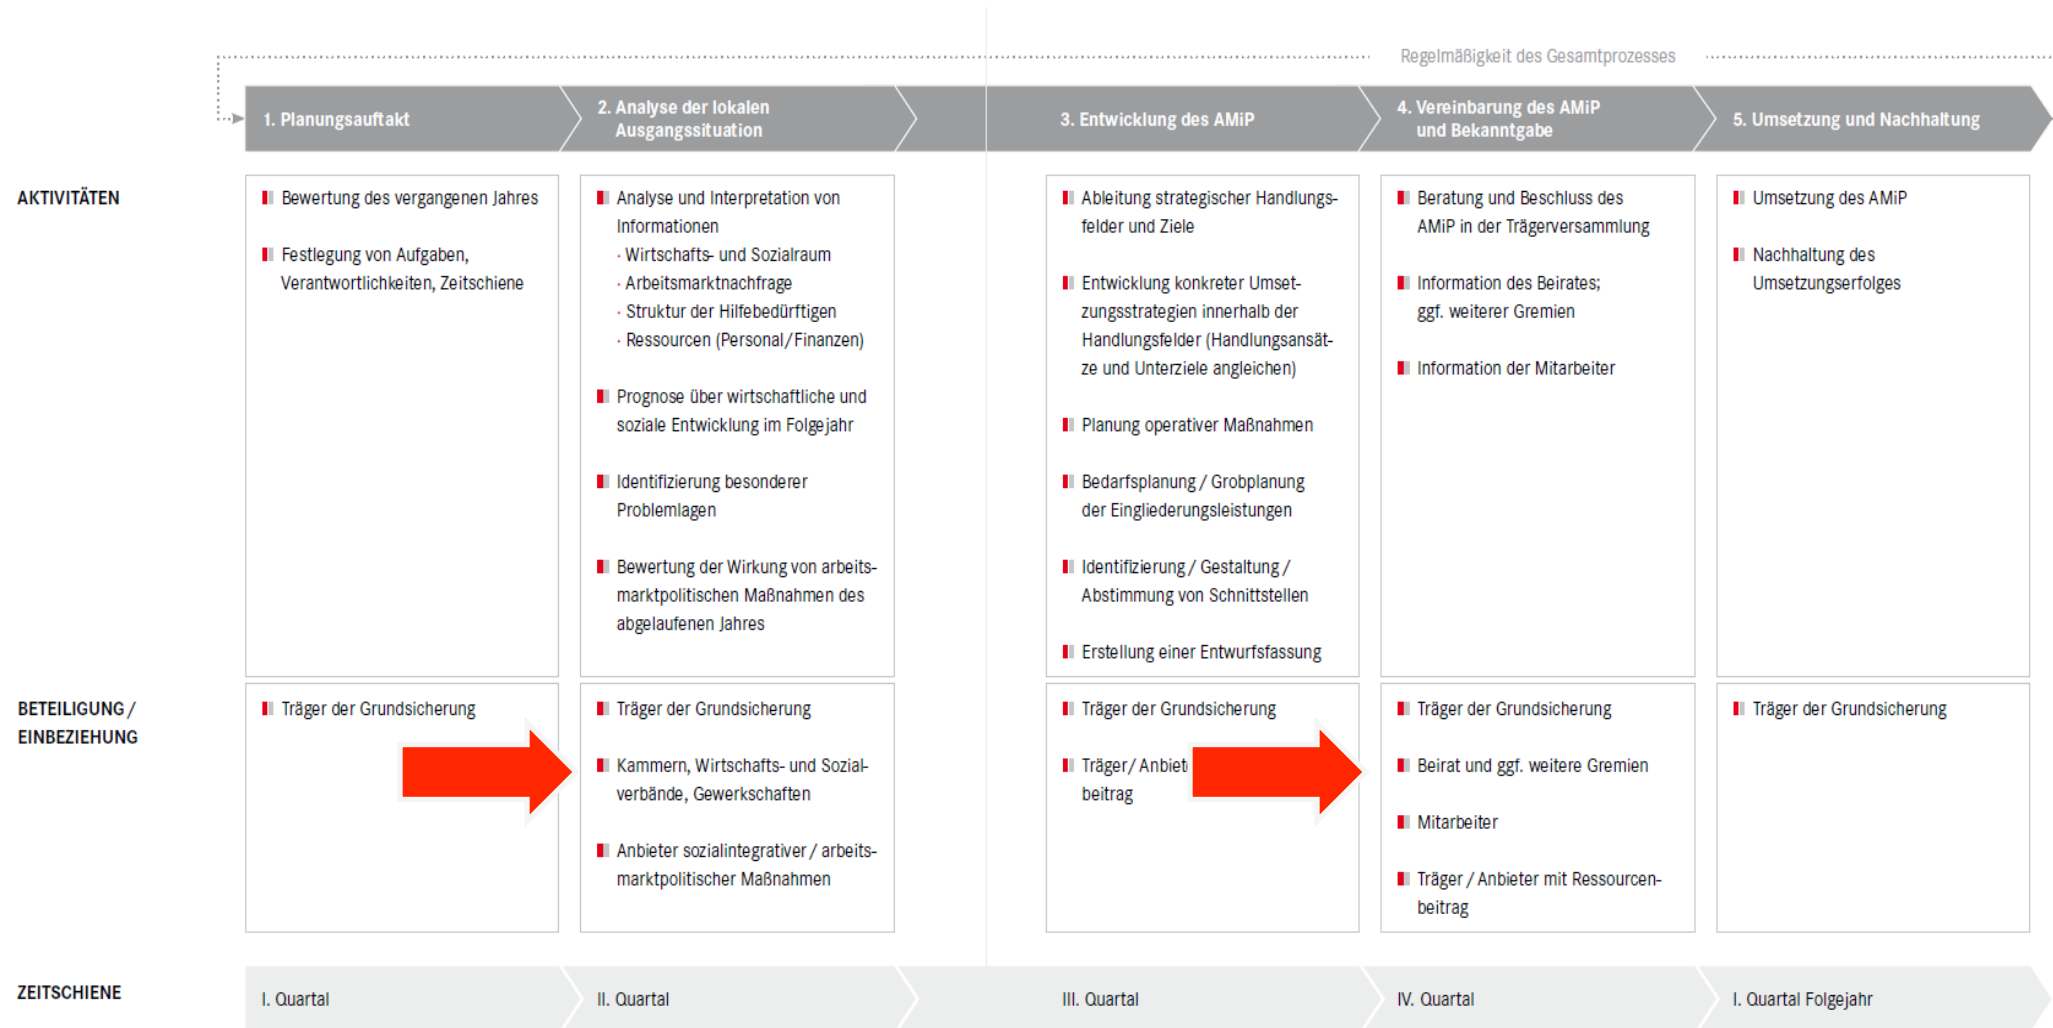 Regelmäßigkeit des Gesamtprozesses
1. Planungsauftakt
2. Analyse der lokalen
Ausgangssituation
3. Entwicklung des AMiP
4. Vereinbarung des AMiP
und Bekanntgabe
5. Umsetzung und Nachhaltung
AKTIVITÄTEN
Bewertung des vergangenen Jahres
Festlegung von Aufgaben,
Verantwortlichkeiten, Zeitschiene
Analyse und Interpretation von
Informationen
· Wirtschafts- und Sozialraum
· Arbeitsmarktnachfrage
· Struktur der Hilfebedürftigen
· Ressourcen (Personal/Finanzen)
Prognose über wirtschaftliche und
soziale Entwicklung im Folgejahr
Identifizierung besonderer
Problemlagen
Bewertung der Wirkung von arbeits-
marktpolitischen Maßnahmen des
abgelaufenen Jahres
Ableitung strategischer Handlungs-
felder und Ziele
Entwicklung konkreter Umset-
zungsstrategien innerhalb der
Handlungsfelder (Handlungsansät-
ze und Unterziele angleichen)
Planung operativer Maßnahmen
Bedarfsplanung / Grobplanung
der Eingliederungsleistungen
Identifizierung / Gestaltung /
Abstimmung von Schnittstellen
Erstellung einer Entwurfsfassung
Beratung und Beschluss des
AMiP in der Trägerversammlung
Information des Beirates;
ggf. weiterer Gremien
Information der Mitarbeiter
Umsetzung des AMiP
Nachhaltung des
Umsetzungserfolges
BETEILIGUNG /
EINBEZIEHUNG
Träger der Grundsicherung
Träger der Grundsicherung
Kammern, Wirtschafts- und Sozial-
verbände, Gewerkschaften
Anbieter sozialintegrativer / arbeits-
marktpolitischer Maßnahmen
Träger der Grundsicherung
Träger/
beitrag
Träger der Grundsicherung
Beirat und ggf. weitere Gremien
Mitarbeiter
Träger / Anbieter mit Ressourcen-
beitrag
Träger der Grundsicherung
ZEITSCHIENE
I. Quartal
II. Quartal
III. Quartal
IV. Quartal
I. Quartal Folgejahr